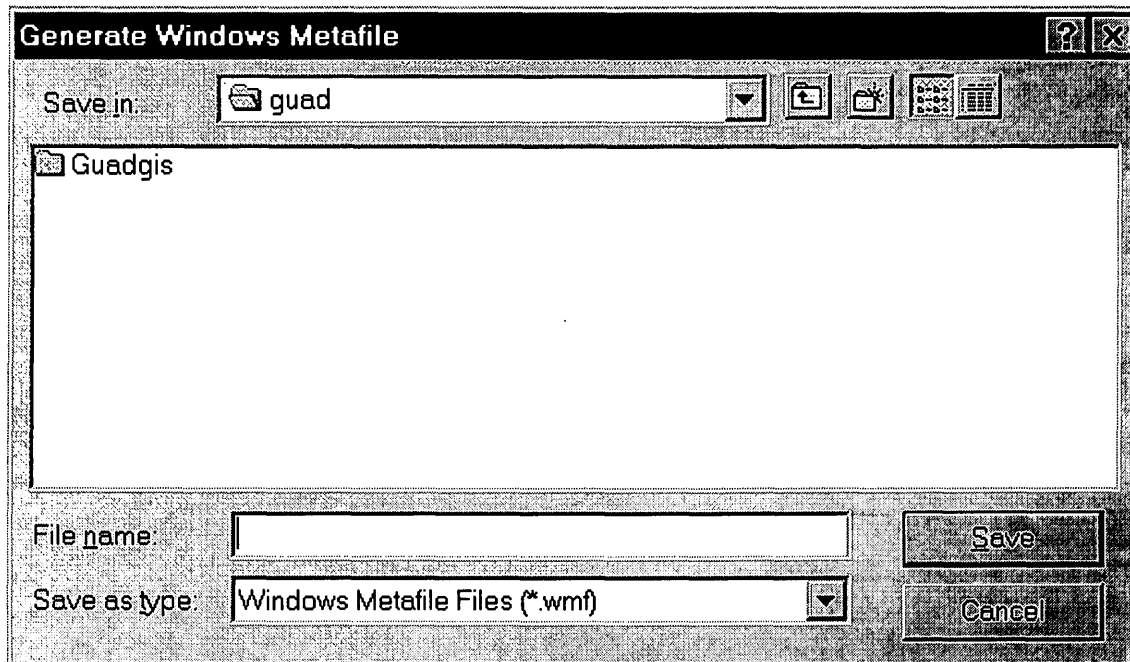 Generate Windows Metafile
Save in: guad
Guadgis
File name:
Save
Save as type: Windows Metafile Files (*.wmf)
Cancel